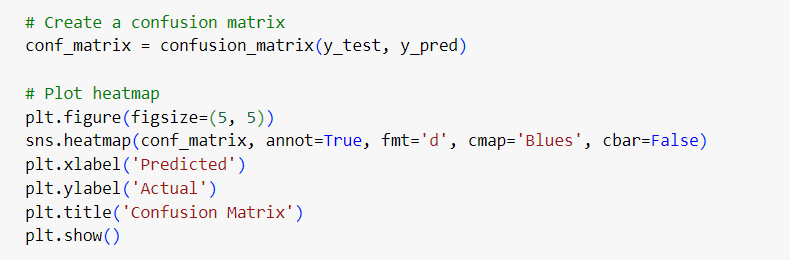 # Create a confusion matrix
conf_matrix = confusion_matrix(y_test, y_pred)
# Plot heatmap
plt.figure(figsize=(5, 5))
sns.heatmap(conf_matrix, annot=True, fmt='d', cmap='Blues', cbar=False)
plt.xlabel('Predicted')
plt.ylabel('Actual')
plt.title('Confusion Matrix')
plt.show()